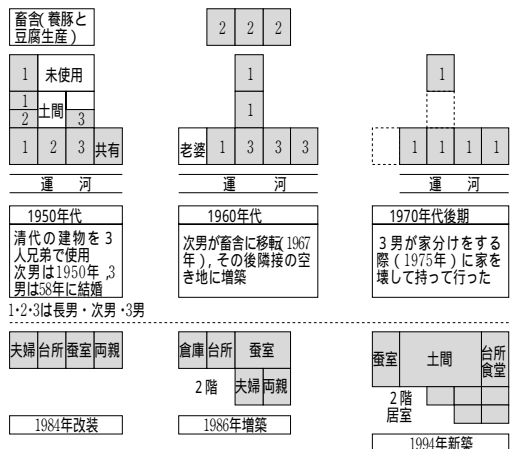 畜舎(養豚と
豆腐生産)
1 未使用
1 土間
2 3
1 2 3 共有
運 河
1950年代
清代の建物を3
人兄弟で使用
次男は1950年,3
男は58年に結婚
1・2・3は長男・次男・3男
2 2 2
1
1
老婆 1 3 3 3
運 河
1960年代
次男が畜舎に移転(1967
年),その後隣接の空
き地に増築
1
1 1 1 1
運 河
1970年代後期
3男が家分けをする
際(1975年)に家を
壊して持って行った
夫婦 台所 蚕室 両親
1984年改装
倉庫 台所 蚕室
2階 夫婦 両親
1986年増築
蚕室 土間 台所
食堂
2階
居室
1994年新築